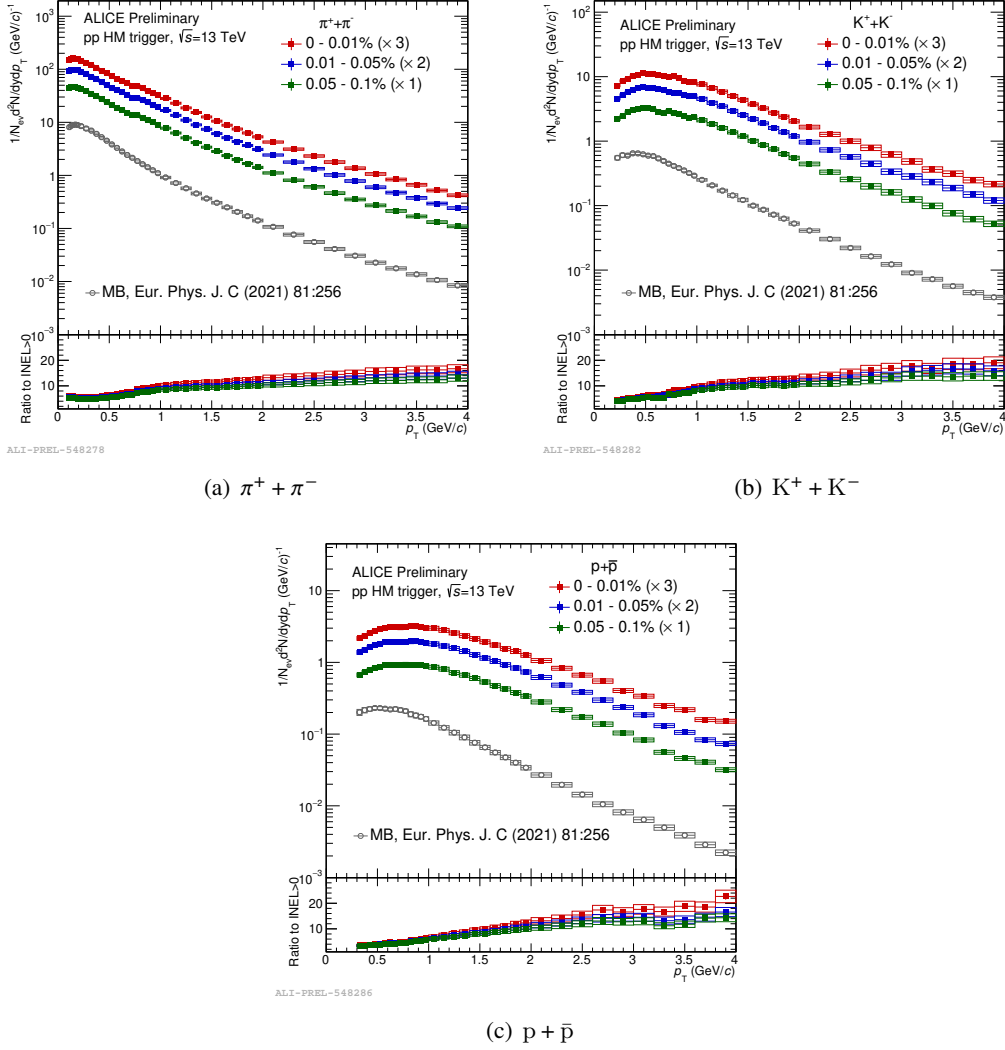 ALICE Preliminary
pp HM trigger, √s=13 TeV
π⁺+π⁻
0 - 0.01% (× 3)
0.01 - 0.05% (× 2)
0.05 - 0.1% (× 1)
MB, Eur. Phys. J. C (2021) 81:256
1/N_ev d²N/dydp_T (GeV/c)⁻¹
10³
10²
10
1
10⁻¹
10⁻²
10⁻³
Ratio to INEL>0
20
10
0 0.5 1 1.5 2 2.5 3 3.5 4
p_T (GeV/c)
ALI-PREL-548278
(a) π⁺ + π⁻
ALICE Preliminary
pp HM trigger, √s=13 TeV
K⁺+K⁻
0 - 0.01% (× 3)
0.01 - 0.05% (× 2)
0.05 - 0.1% (× 1)
MB, Eur. Phys. J. C (2021) 81:256
1/N_ev d²N/dydp_T (GeV/c)⁻¹
10²
10
1
10⁻¹
10⁻²
10⁻³
Ratio to INEL>0
20
10
0 0.5 1 1.5 2 2.5 3 3.5 4
p_T (GeV/c)
ALI-PREL-548282
(b) K⁺ + K⁻
ALICE Preliminary
pp HM trigger, √s=13 TeV
p+p̄
0 - 0.01% (× 3)
0.01 - 0.05% (× 2)
0.05 - 0.1% (× 1)
MB, Eur. Phys. J. C (2021) 81:256
1/N_ev d²N/dydp_T (GeV/c)⁻¹
10
1
10⁻¹
10⁻²
10⁻³
Ratio to INEL>0
20
10
0 0.5 1 1.5 2 2.5 3 3.5 4
p_T (GeV/c)
ALI-PREL-548286
(c) p + p̄